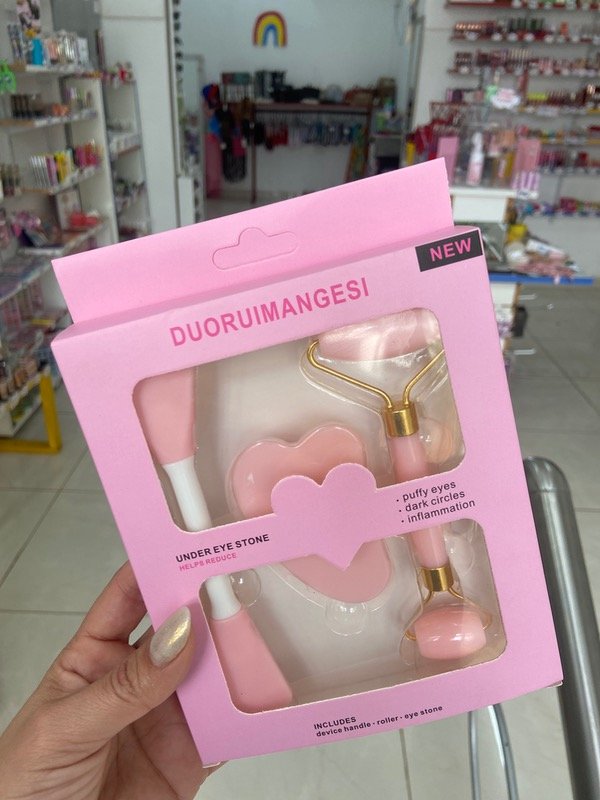 NEW
DUORUIMANGESI
· puffy eyes
· dark circles
· inflammation
UNDER EYE STONE
HELPS REDUCE
INCLUDES
device handle · roller · eye stone